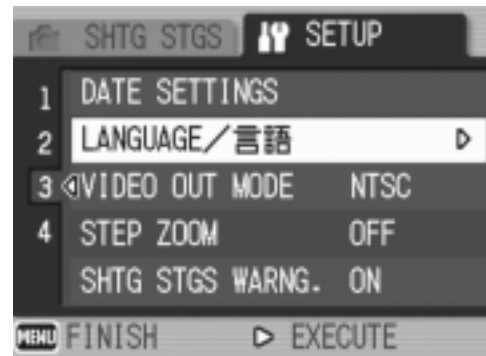 SHTG STGS SETUP
1 DATE SETTINGS
2 LANGUAGE／言語
3 VIDEO OUT MODE NTSC
4 STEP ZOOM OFF
SHTG STGS WARNG. ON
MENU FINISH EXECUTE